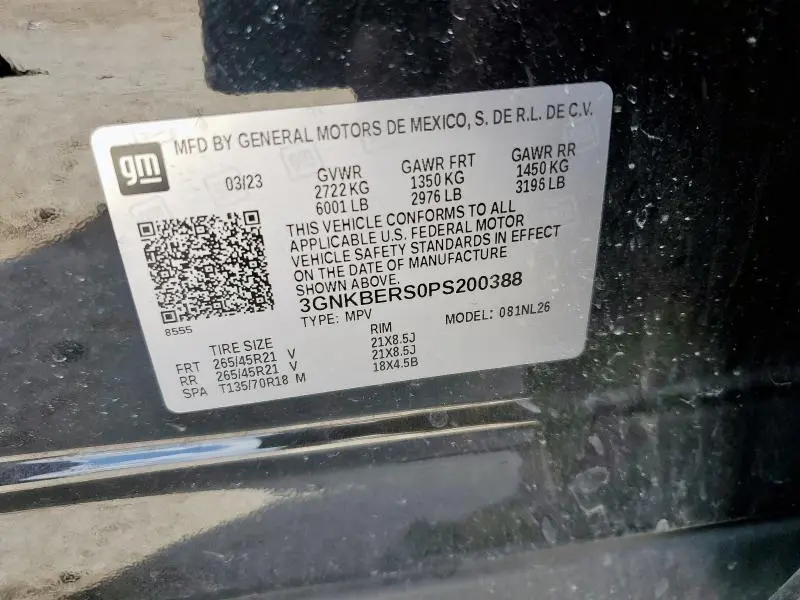 gm
MFD BY GENERAL MOTORS DE MEXICO, S. DE R.L. DE C.V.
03/23 GVWR GAWR FRT GAWR RR
2722 KG 1350 KG 1450 KG
6001 LB 2976 LB 3196 LB
THIS VEHICLE CONFORMS TO ALL
APPLICABLE U.S. FEDERAL MOTOR
VEHICLE SAFETY STANDARDS IN EFFECT
ON THE DATE OF MANUFACTURE
SHOWN ABOVE.
3GNKBERS0PS200388
8555
TYPE: MPV MODEL: 081NL26
TIRE SIZE RIM
FRT 265/45R21 V 21X8.5J
RR 265/45R21 V 21X8.5J
SPA T135/70R18 M 18X4.5B